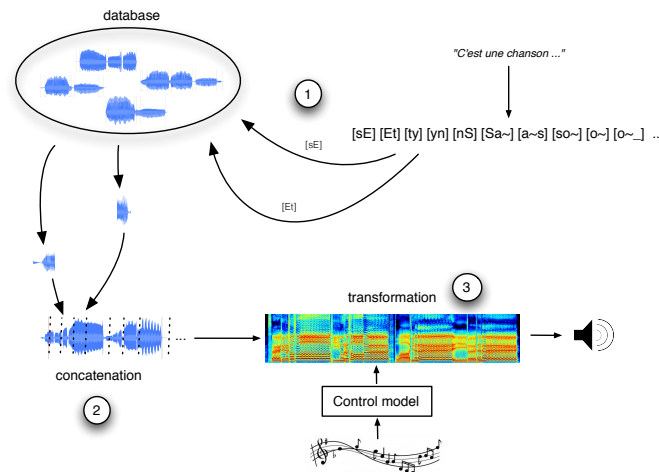 database
"C'est une chanson ..."
1
[sE] [Et] [ty] [yn] [nS] [Sa~] [a~s] [so~] [o~] [o~_] ...
[sE]
[Et]
transformation
3
...
concatenation
2
Control model